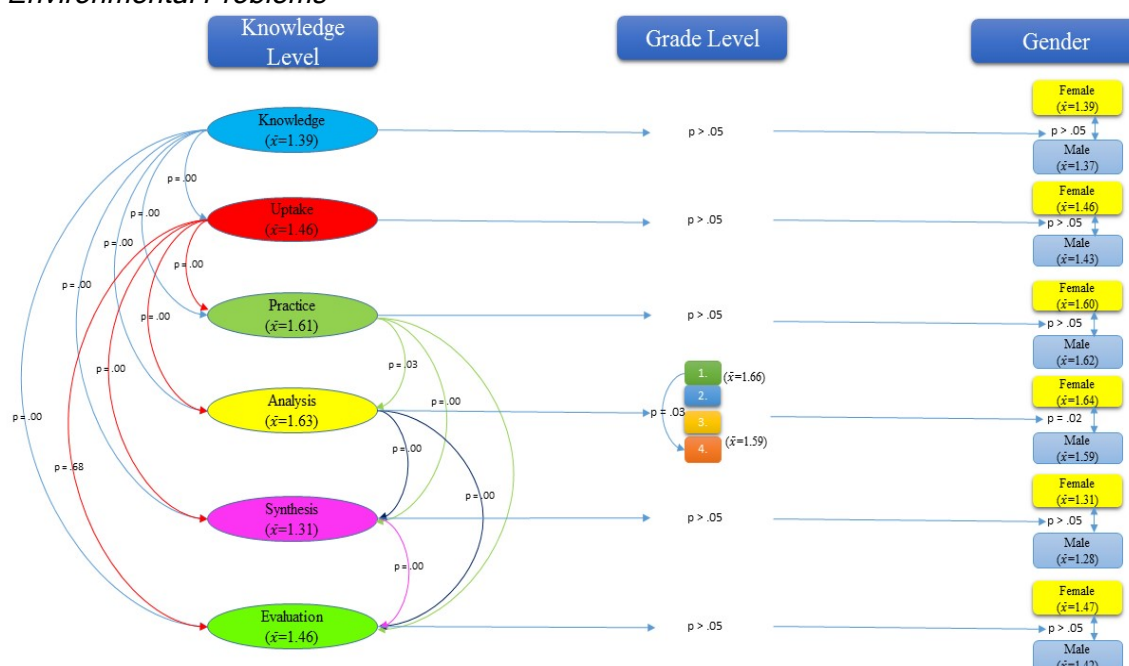 Environmental Problems
Knowledge
Level
Grade Level
Gender
Knowledge
(x̄=1.39)
p > .05
p > .05
Female
(x̄=1.39)
Male
(x̄=1.37)
p = .00
p = .00
p = .00
p = .00
p = .00
Uptake
(x̄=1.46)
p > .05
p > .05
Female
(x̄=1.46)
Male
(x̄=1.43)
p = .00
p = .00
p = .00
p = .68
Practice
(x̄=1.61)
p > .05
p > .05
Female
(x̄=1.60)
Male
(x̄=1.62)
p = .03
p = .00
Analysis
(x̄=1.63)
p = .03
1.
(x̄=1.66)
2.
3.
4.
(x̄=1.59)
p = .02
Female
(x̄=1.64)
Male
(x̄=1.59)
p = .00
p = .00
Synthesis
(x̄=1.31)
p > .05
p > .05
Female
(x̄=1.31)
Male
(x̄=1.28)
p = .00
Evaluation
(x̄=1.46)
p > .05
p > .05
Female
(x̄=1.47)
Male
(x̄=1.42)